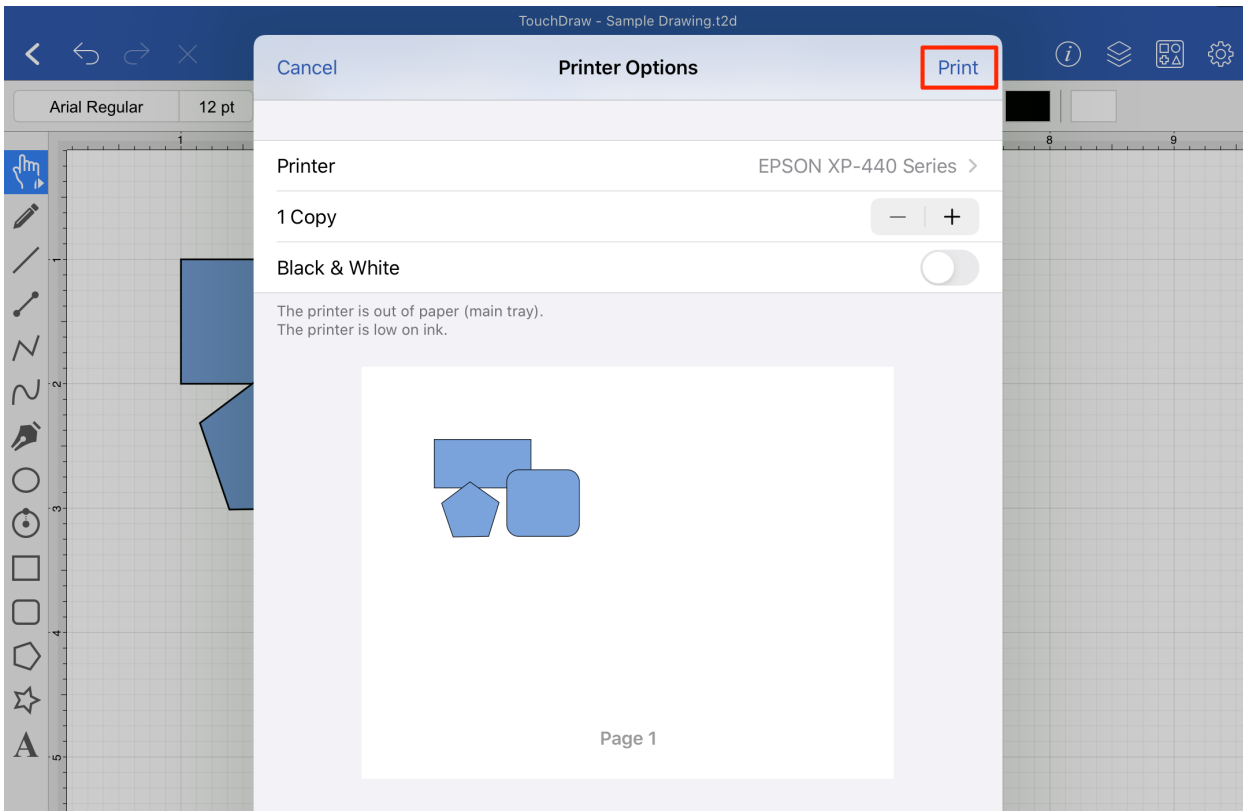 TouchDraw - Sample Drawing.t2d
Cancel Printer Options Print
Arial Regular 12 pt
1 8 9
Printer EPSON XP-440 Series
1 Copy
Black & White
The printer is out of paper (main tray).
The printer is low on ink.
1
2
3
4
5
A
Page 1